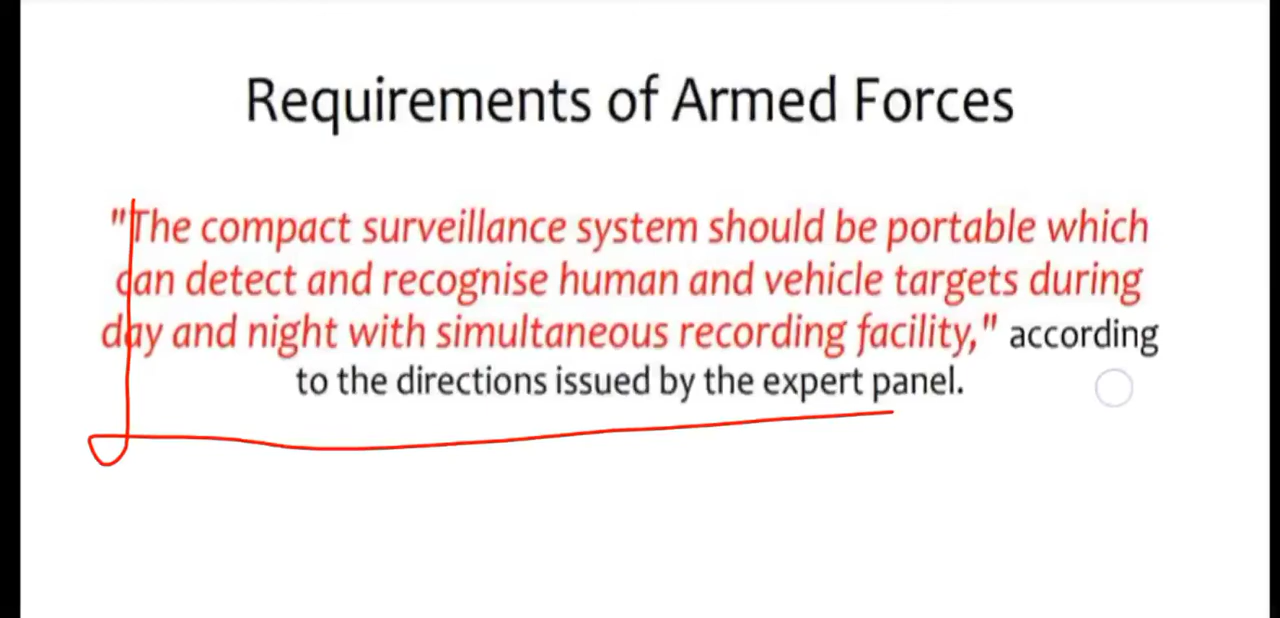 Requirements of Armed Forces
"The compact surveillance system should be portable which
can detect and recognise human and vehicle targets during
day and night with simultaneous recording facility," according
to the directions issued by the expert panel.